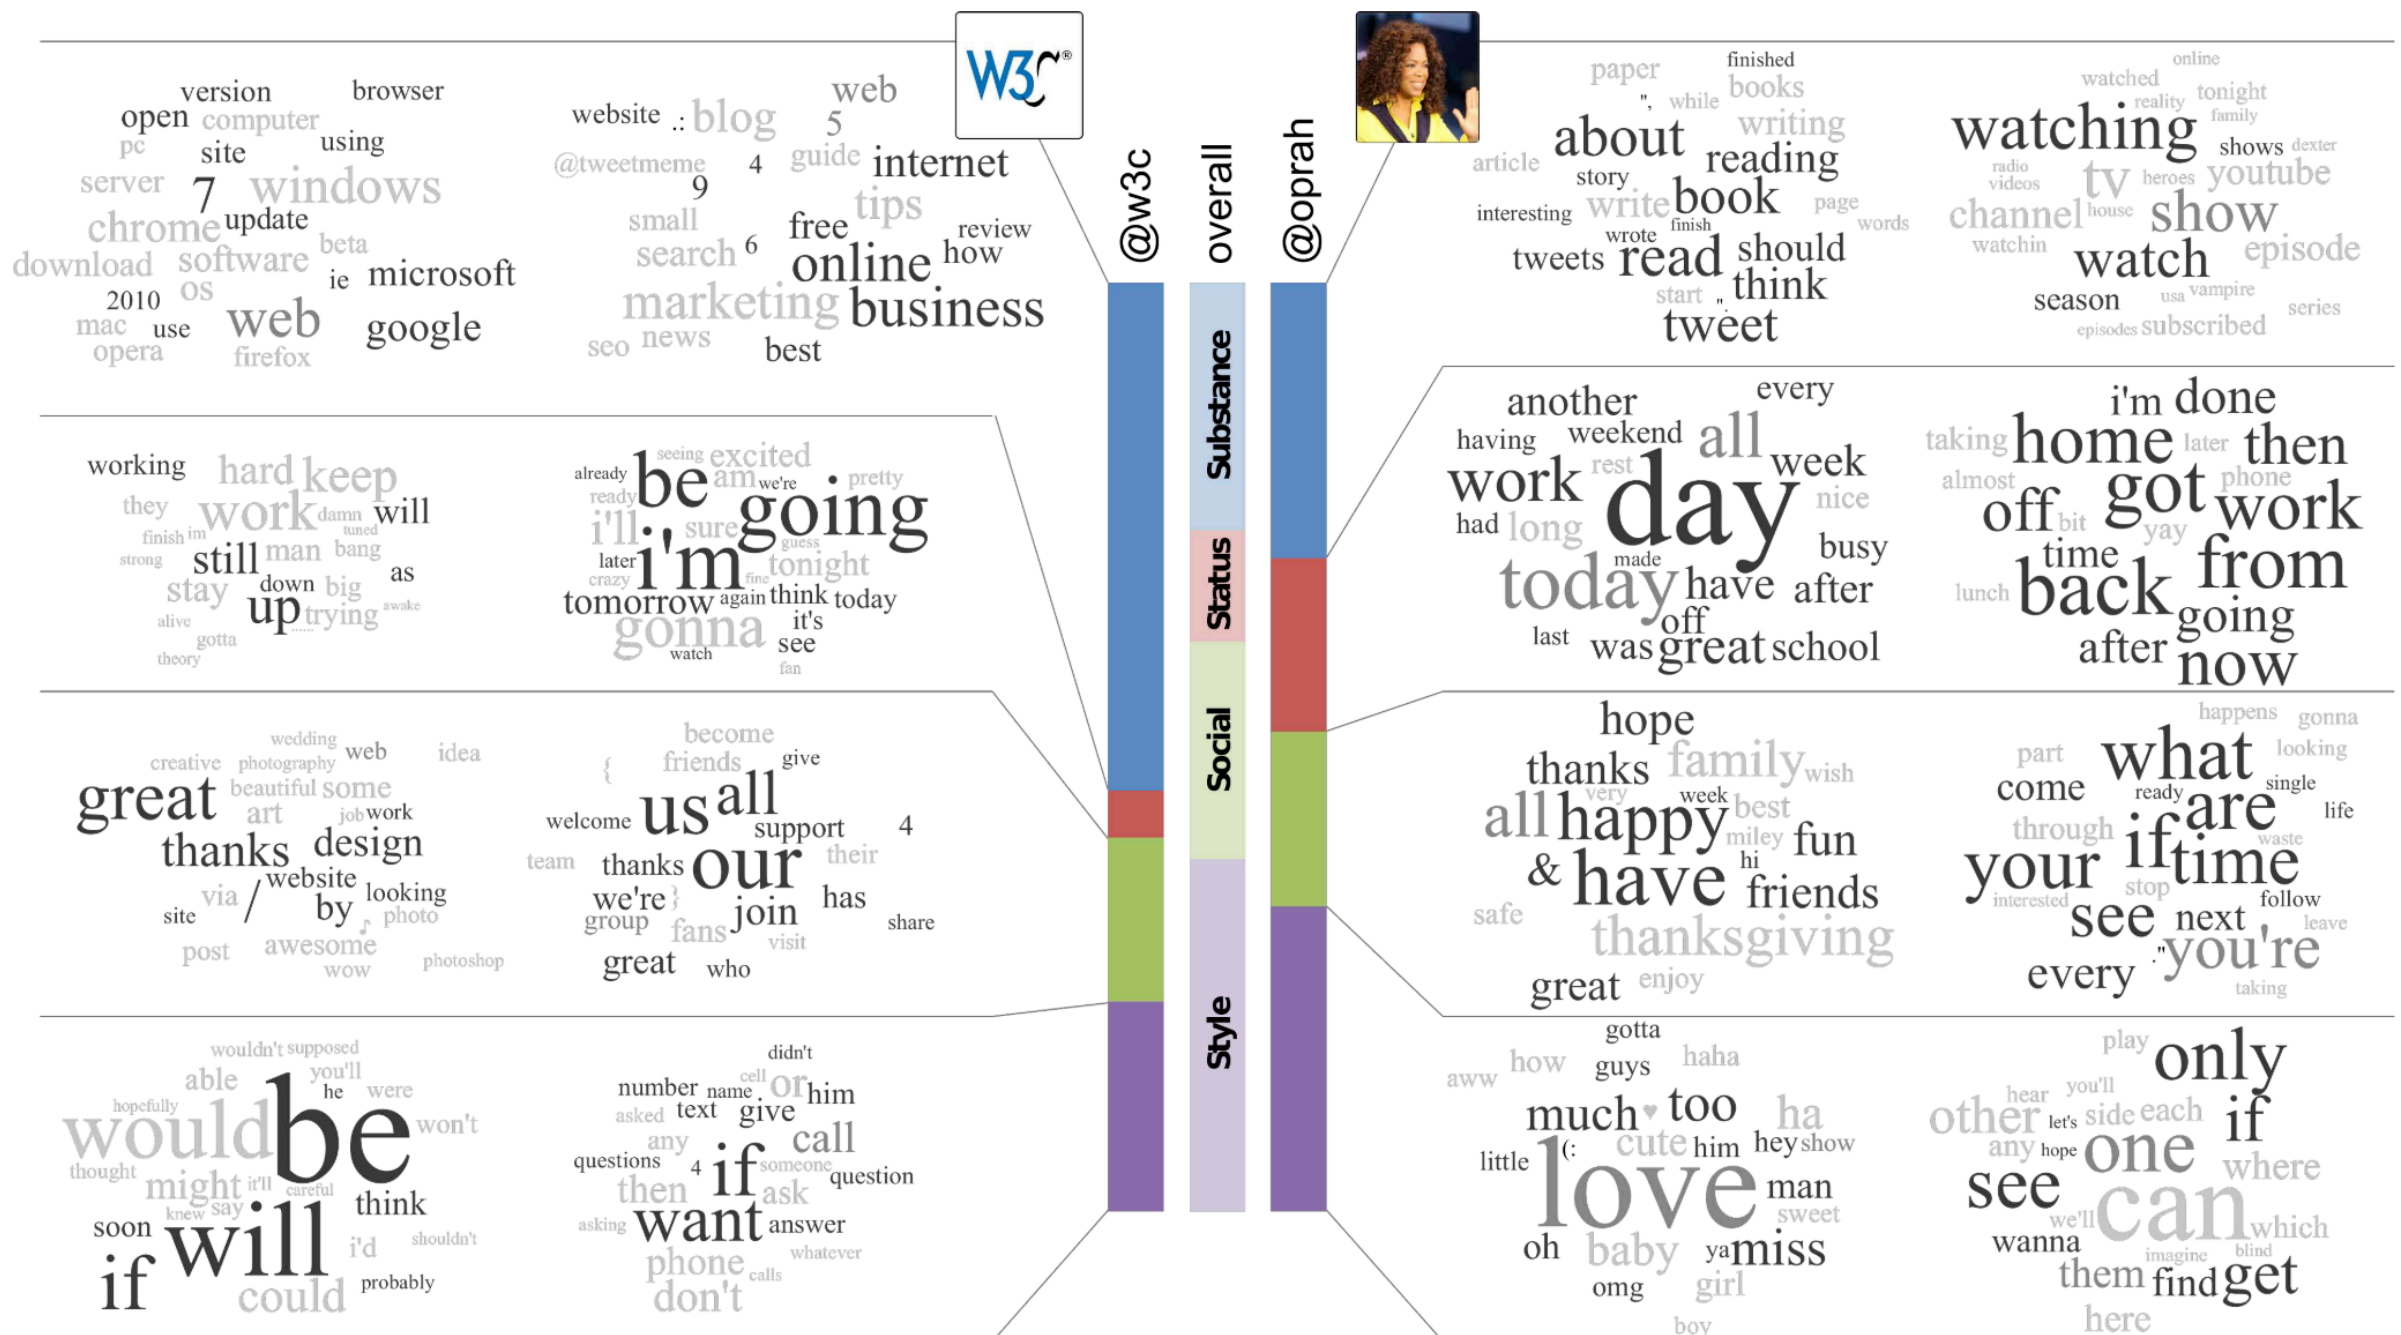 W3C®
@w3c
overall
@oprah
Substance
Status
Social
Style
version browser
open computer
pc site using
server 7 windows
chrome update
download software beta
os ie microsoft
2010
mac use web google
opera firefox
web
website .: blog 5
@tweetmeme 4 guide internet
9 tips
small free review
search 6 online how
marketing business
seo news best
working hard keep
they work damn will
finish im tuned
strong still man bang
stay down big as
up trying awake
alive ......
gotta
theory
seeing excited
already be am we're pretty
ready going
i'll sure guess
later i'm tonight
crazy fine
tomorrow again think today
gonna it's
watch see
fan
wedding web idea
creative photography
great beautiful some
art job work
thanks design
website looking
via / by photo
site ♪
post awesome
wow photoshop
become
{ friends give
us all
welcome support 4
team thanks our their
we're } has
group fans join share
visit
great who
wouldn't supposed
able you'll
he were
hopefully be
would won't
thought might it'll careful
knew say think
soon will i'd shouldn't
if could probably
didn't
cell or him
number name
asked text give
any call
questions 4 if someone question
then ask
asking want answer
phone calls whatever
don't
paper finished
", while books
about writing
article reading
story
interesting write book page
wrote finish words
tweets read should
start " think
tweet
online
watched tonight
reality
watching family
shows dexter
radio tv heroes youtube
videos
channel house show
watchin watch episode
season usa vampire series
episodes subscribed
another every
having weekend all
work rest week
day nice
had long
made busy
today have after
off
last was great school
i'm done
taking home later then
almost got phone
off bit work
yay
time from
lunch back
going
after now
hope
thanks family wish
very week best
all happy miley fun
& have hi friends
safe thanksgiving
great enjoy
happens gonna
part what looking
come ready are single
life
through if waste
your time
stop
interested follow
see next leave
." you're
every taking
gotta
aww how guys haha
much ♥ too ha
cute him hey show
little (:
love man
sweet
oh baby ya miss
omg girl
boy
play only
hear you'll
other let's side each if
any hope one where
see can
we'll which
wanna imagine blind
them find get
here